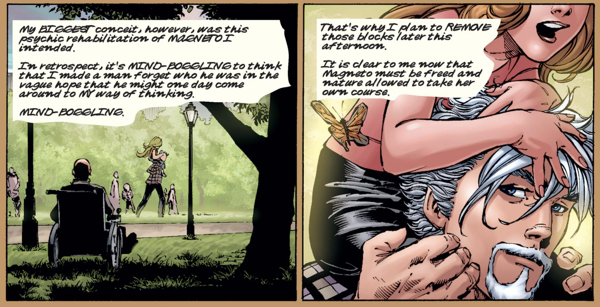 My BIGGEST conceit, however, was this
psychic rehabilitation of MAGNETO I
intended.
In retrospect, it's MIND-BOGGLING to think
that I made a man forget who he was in the
vague hope that he might one day come
around to MY way of thinking.
MIND-BOGGLING.
That's why I plan to REMOVE
those blocks later this
afternoon.
It is clear to me now that
Magneto must be freed and
nature allowed to take her
own course.